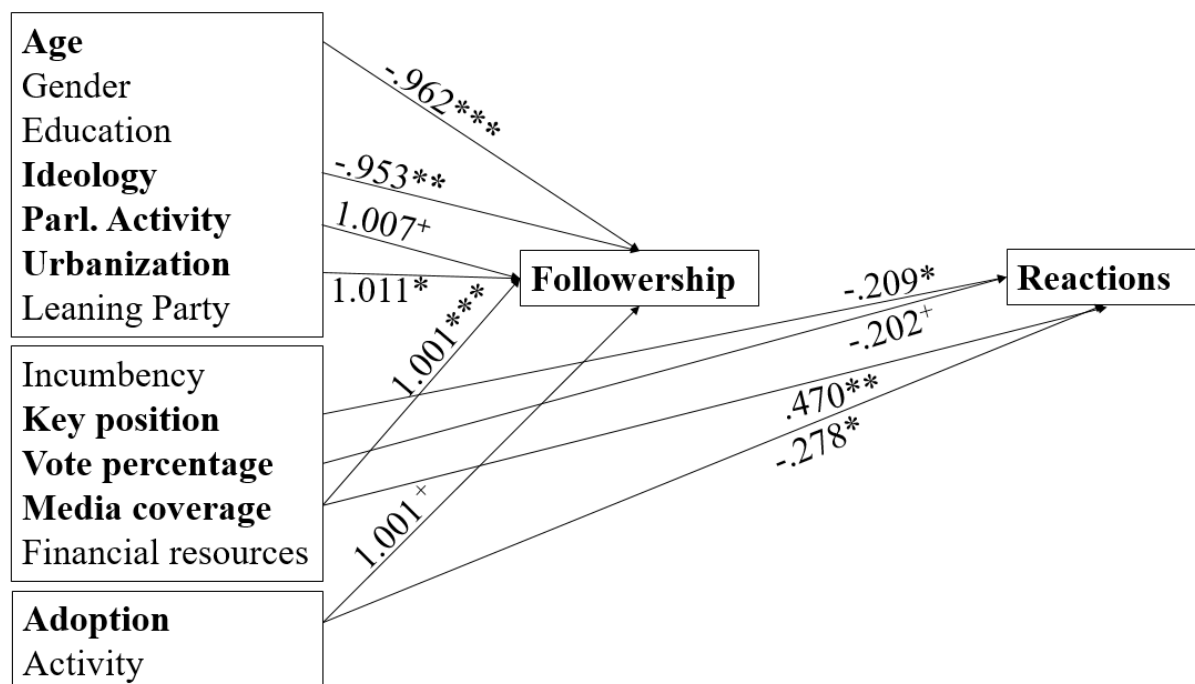 Age
Gender
Education
Ideology
Parl. Activity
Urbanization
Leaning Party
Incumbency
Key position
Vote percentage
Media coverage
Financial resources
Adoption
Activity
-.962***
-.953**
1.007+
1.011*
1.001***
1.001+
Followership
-.209*
-.202+
.470**
-.278*
Reactions